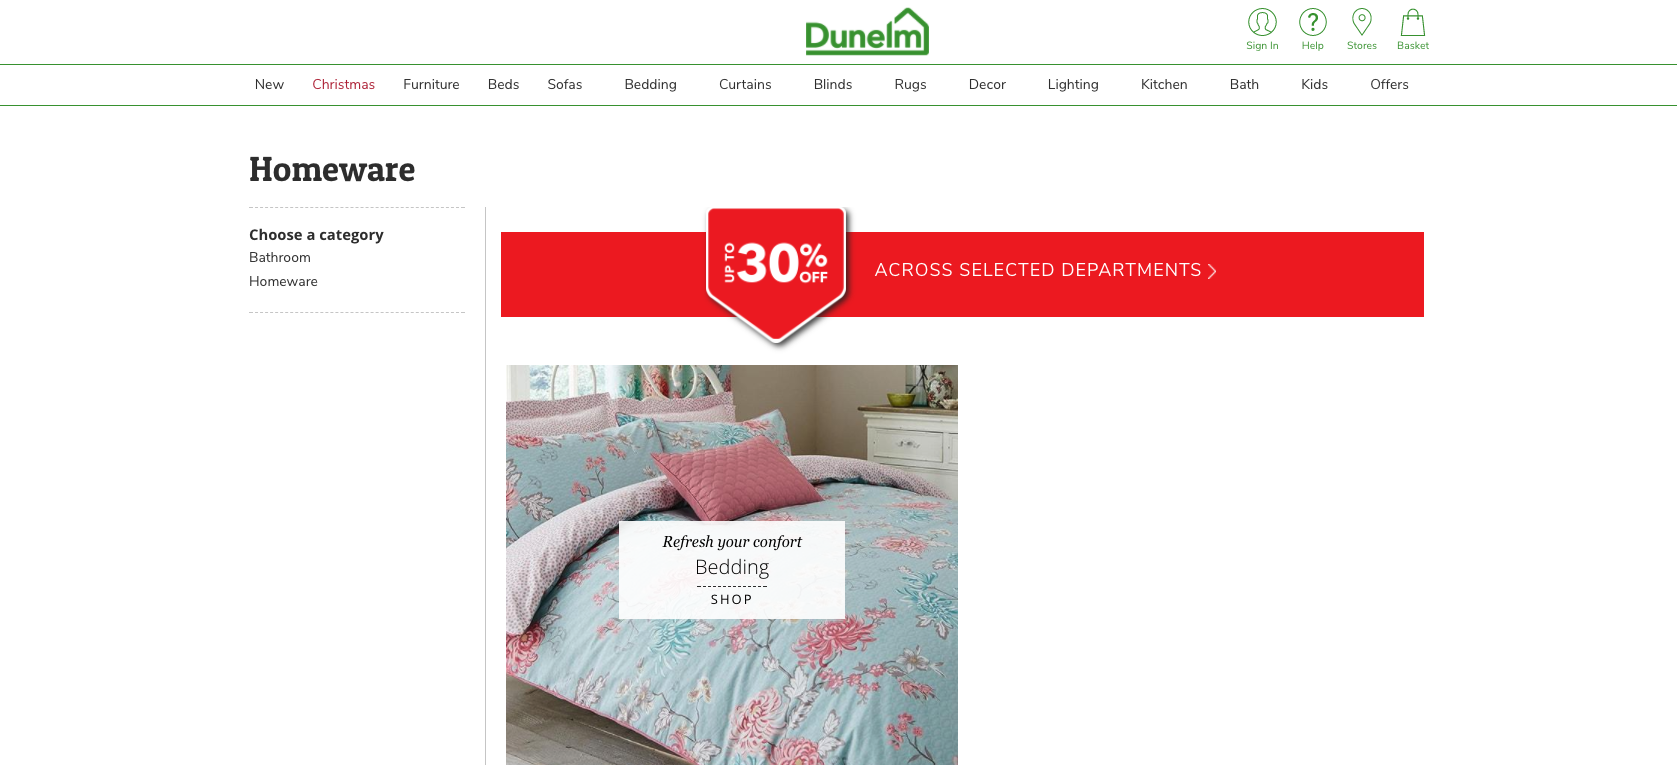 Dunelm
Sign In
Help
Stores
Basket
New
Christmas
Furniture
Beds
Sofas
Bedding
Curtains
Blinds
Rugs
Decor
Lighting
Kitchen
Bath
Kids
Offers
Homeware
Choose a category
Bathroom
Homeware
UP TO
30%
OFF
ACROSS SELECTED DEPARTMENTS
Refresh your confort
Bedding
SHOP